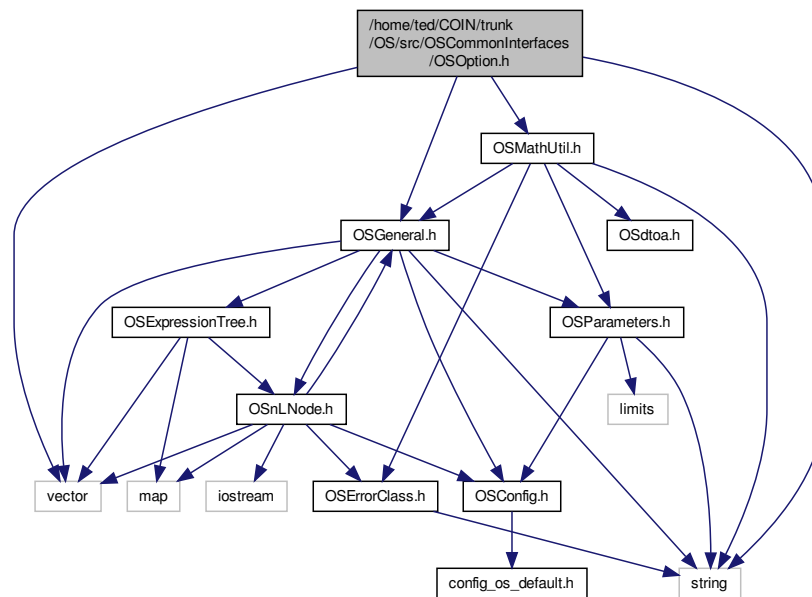 /home/ted/COIN/trunk
/OS/src/OSCommonInterfaces
/OSOption.h
OSMathUtil.h
OSGeneral.h
OSdtoa.h
OSExpressionTree.h
OSParameters.h
OSnLNode.h
limits
vector
map
iostream
OSErrorClass.h
OSConfig.h
config_os_default.h
string